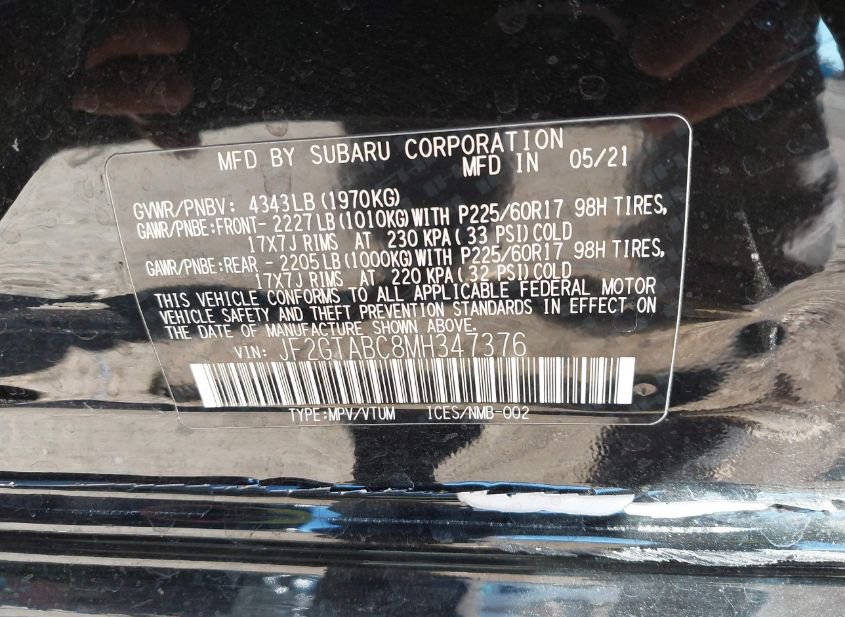 MFD BY SUBARU CORPORATION
MFD IN 05/21
GVWR/PNBV: 4343LB (1970KG)
GAWR/PNBE:FRONT- 2227LB (1010KG) WITH P225/60R17 98H TIRES,
17X7J RIMS AT 230 KPA ( 33 PSI) COLD
GAWR/PNBE:REAR - 2205LB (1000KG) WITH P225/60R17 98H TIRES,
17X7J RIMS AT 220 KPA ( 32 PSI) COLD
THIS VEHICLE CONFORMS TO ALL APPLICABLE FEDERAL MOTOR
VEHICLE SAFETY AND THEFT PREVENTION STANDARDS IN EFFECT ON
THE DATE OF MANUFACTURE SHOWN ABOVE.
VIN: JF2GTABC8MH347376
TYPE:MPV/VTUM ICES/NMB-002